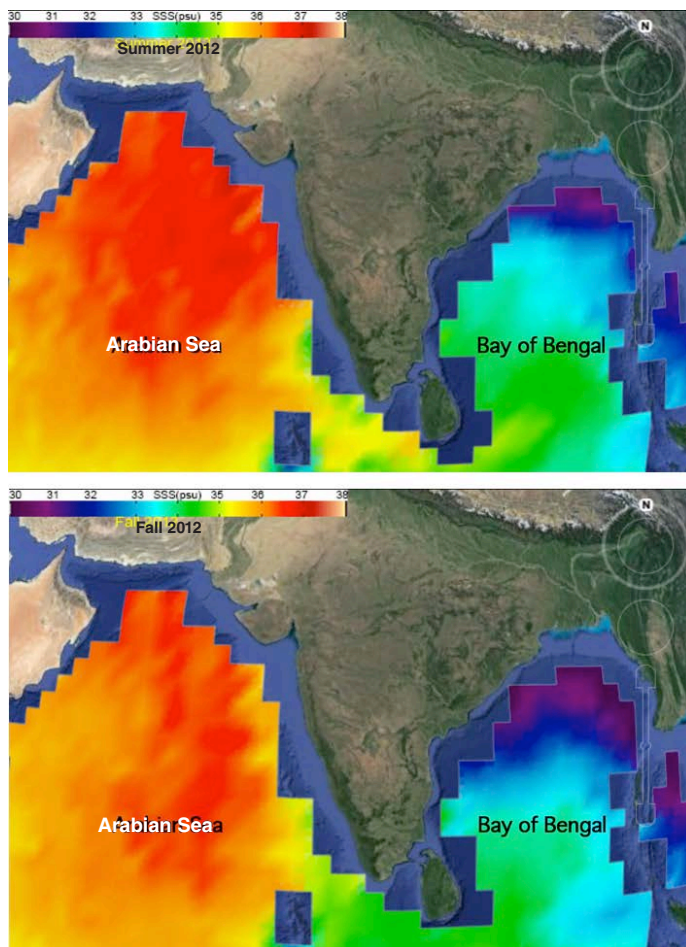 30 31 32 33 SSS(psu) 35 36 37 38
Summer 2012
N
Arabian Sea
Bay of Bengal
30 31 32 33 SSS(psu) 35 36 37 38
Fall 2012
N
Arabian Sea
Bay of Bengal